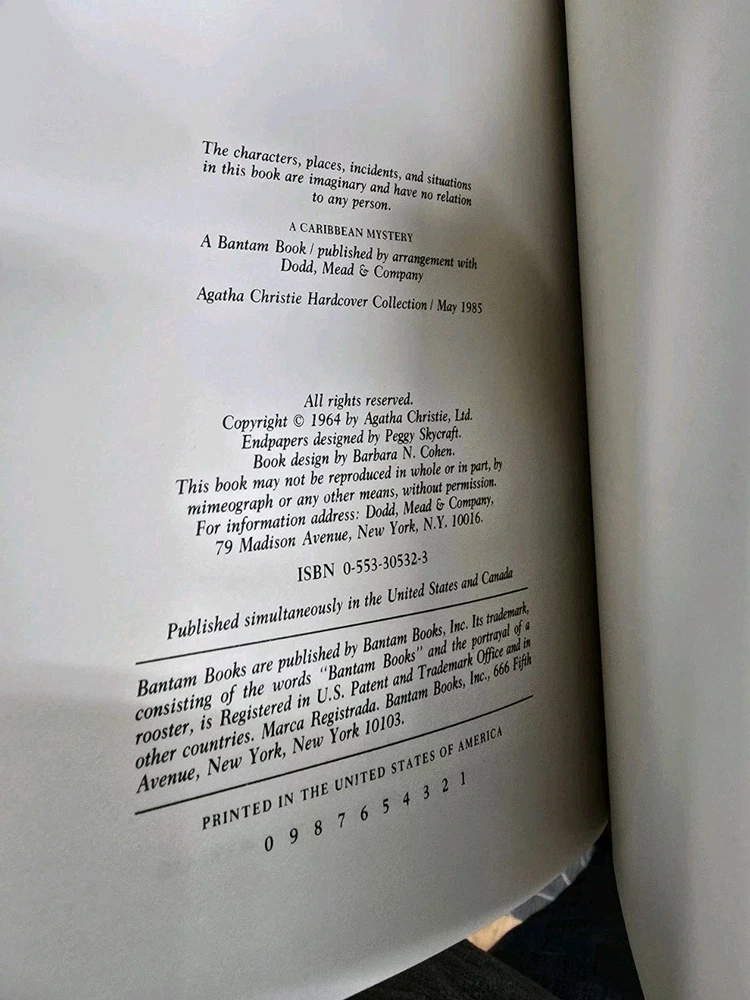 The characters, places, incidents, and situations
in this book are imaginary and have no relation
to any person.
A CARIBBEAN MYSTERY
A Bantam Book / published by arrangement with
Dodd, Mead & Company
Agatha Christie Hardcover Collection / May 1985
All rights reserved.
Copyright © 1964 by Agatha Christie, Ltd.
Endpapers designed by Peggy Skycraft.
Book design by Barbara N. Cohen.
This book may not be reproduced in whole or in part, by
mimeograph or any other means, without permission.
For information address: Dodd, Mead & Company,
79 Madison Avenue, New York, N.Y. 10016.
ISBN 0-553-30532-3
Published simultaneously in the United States and Canada
Bantam Books are published by Bantam Books, Inc. Its trademark,
consisting of the words "Bantam Books" and the portrayal of a
rooster, is Registered in U.S. Patent and Trademark Office and in
other countries. Marca Registrada. Bantam Books, Inc., 666 Fifth
Avenue, New York, New York 10103.
PRINTED IN THE UNITED STATES OF AMERICA
0 9 8 7 6 5 4 3 2 1